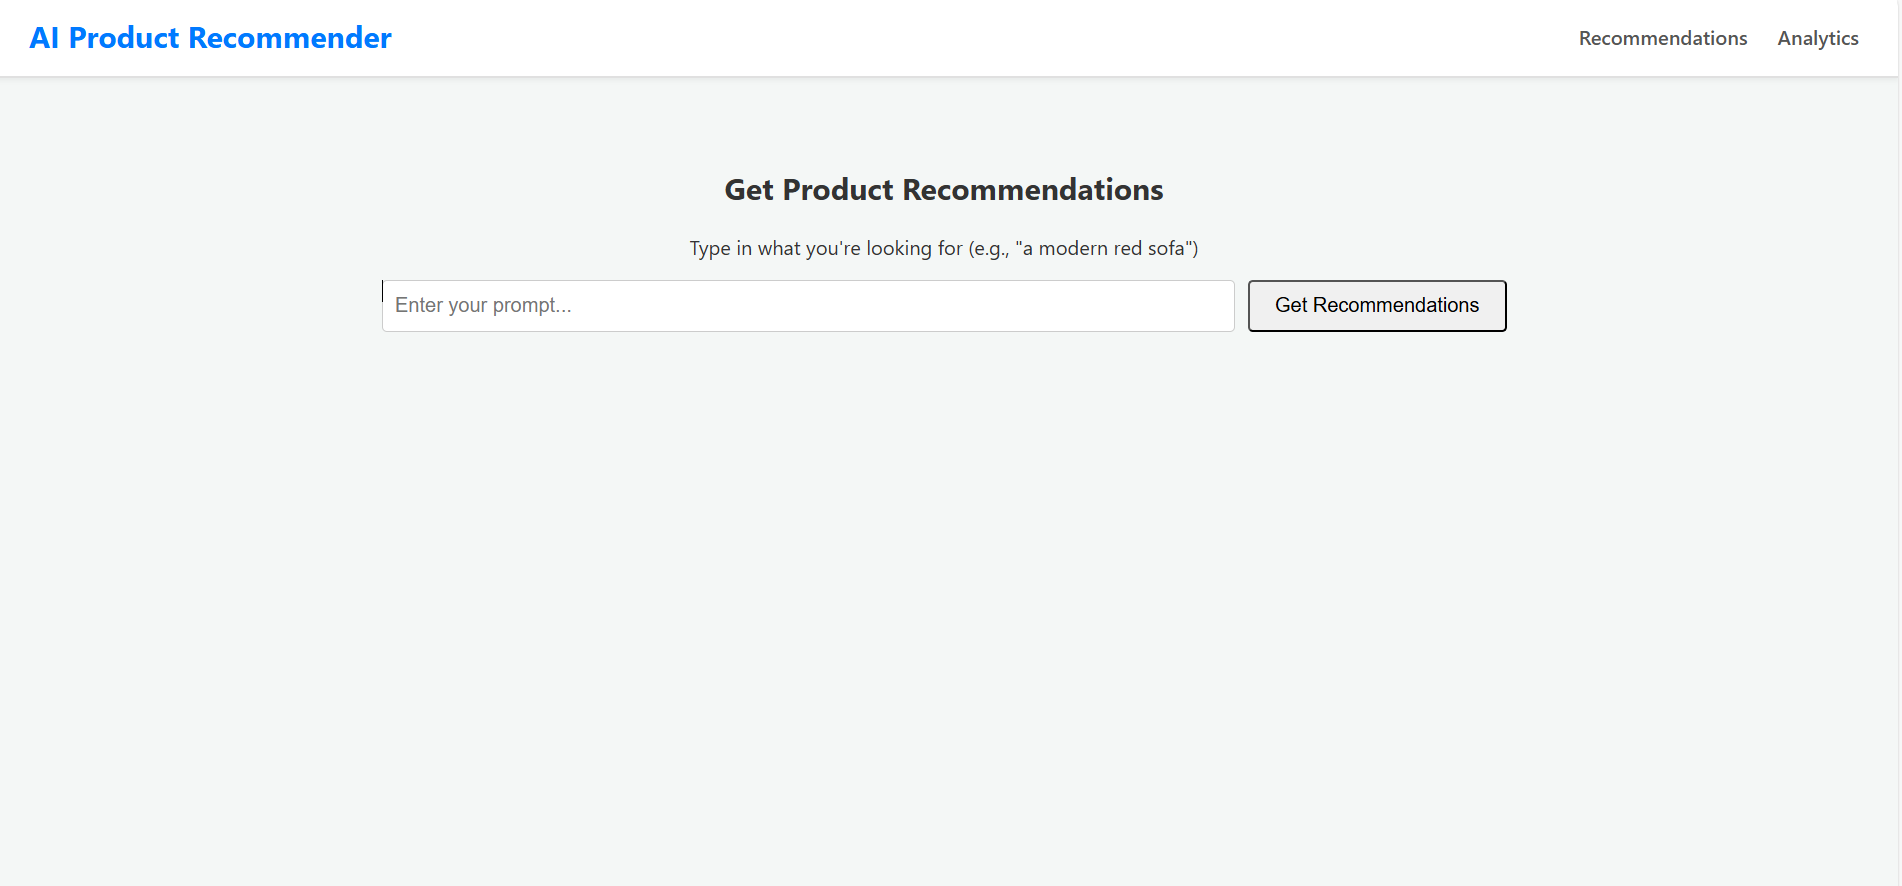 AI Product Recommender
Recommendations Analytics
Get Product Recommendations
Type in what you're looking for (e.g., "a modern red sofa")
Enter your prompt...
Get Recommendations